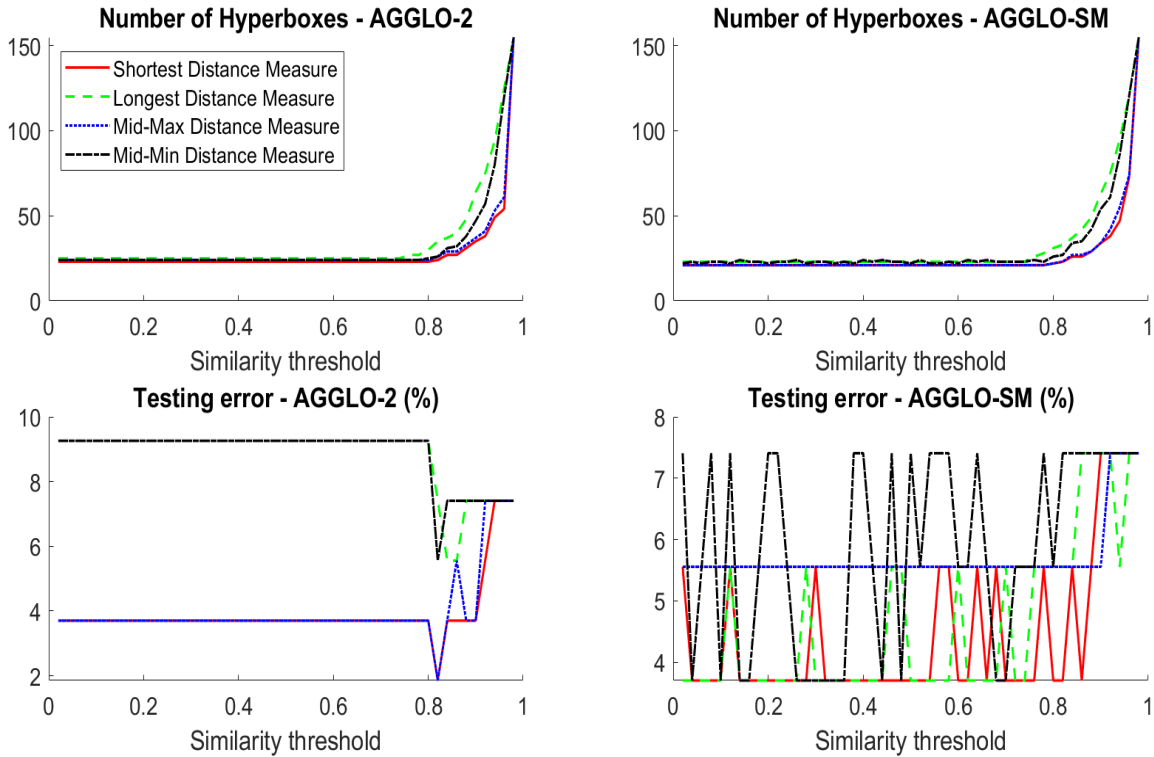 Number of Hyperboxes - AGGLO-2
150
100
50
0
Shortest Distance Measure
Longest Distance Measure
Mid-Max Distance Measure
Mid-Min Distance Measure
0 0.2 0.4 0.6 0.8 1
Similarity threshold
Number of Hyperboxes - AGGLO-SM
150
100
50
0
0 0.2 0.4 0.6 0.8 1
Similarity threshold
Testing error - AGGLO-2 (%)
10
8
6
4
2
0 0.2 0.4 0.6 0.8 1
Similarity threshold
Testing error - AGGLO-SM (%)
8
7
6
5
4
0 0.2 0.4 0.6 0.8 1
Similarity threshold